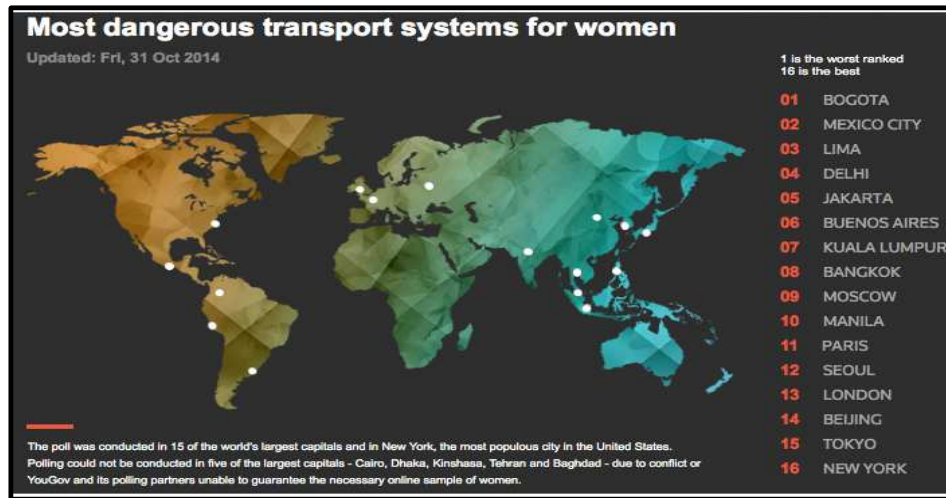 Most dangerous transport systems for women
Updated: Fri, 31 Oct 2014
1 is the worst ranked
16 is the best
01 BOGOTA
02 MEXICO CITY
03 LIMA
04 DELHI
05 JAKARTA
06 BUENOS AIRES
07 KUALA LUMPUR
08 BANGKOK
09 MOSCOW
10 MANILA
11 PARIS
12 SEOUL
13 LONDON
14 BEIJING
15 TOKYO
16 NEW YORK
The poll was conducted in 15 of the world's largest capitals and in New York, the most populous city in the United States.
Polling could not be conducted in five of the largest capitals - Cairo, Dhaka, Kinshasa, Tehran and Baghdad - due to conflict or
YouGov and its polling partners unable to guarantee the necessary online sample of women.